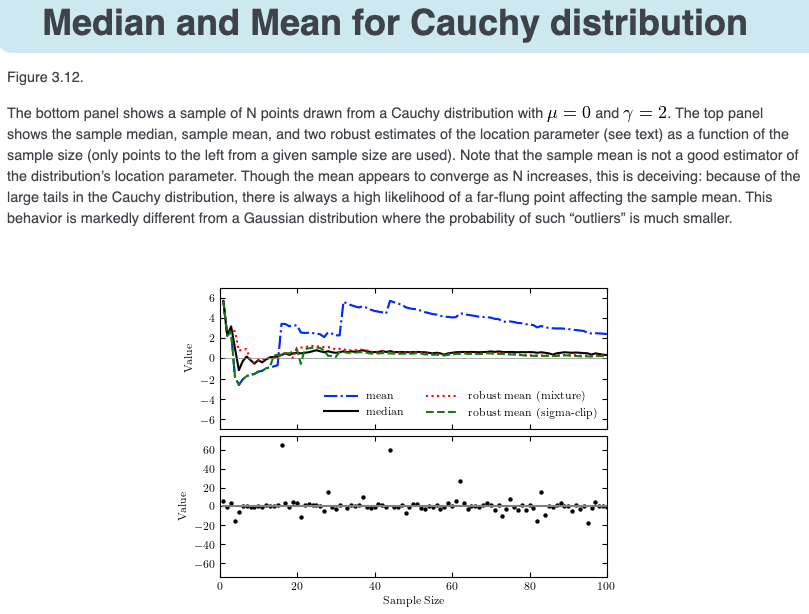 Median and Mean for Cauchy distribution
Figure 3.12.
The bottom panel shows a sample of N points drawn from a Cauchy distribution with μ = 0 and γ = 2. The top panel
shows the sample median, sample mean, and two robust estimates of the location parameter (see text) as a function of the
sample size (only points to the left from a given sample size are used). Note that the sample mean is not a good estimator of
the distribution's location parameter. Though the mean appears to converge as N increases, this is deceiving: because of the
large tails in the Cauchy distribution, there is always a high likelihood of a far-flung point affecting the sample mean. This
behavior is markedly different from a Gaussian distribution where the probability of such “outliers” is much smaller.
6
4
2
0
−2
−4
−6
Value
mean
median
robust mean (mixture)
robust mean (sigma-clip)
60
40
20
0
−20
−40
−60
Value
0 20 40 60 80 100
Sample Size